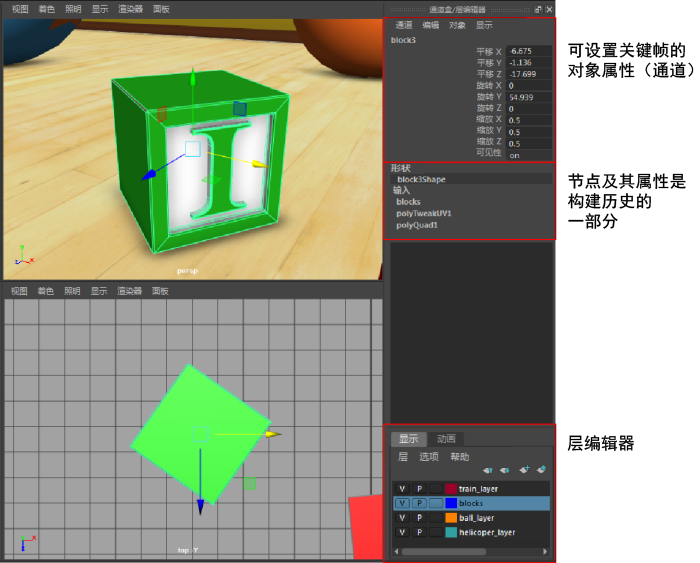 视图 着色 照明 显示 渲染器 面板
persp
视图 着色 照明 显示 渲染器 面板
top -Y
通道盒/层编辑器
通道 编辑 对象 显示
block3
平移 X -6.675
平移 Y -1.136
平移 Z -17.699
旋转 X 0
旋转 Y 54.939
旋转 Z 0
缩放 X 0.5
缩放 Y 0.5
缩放 Z 0.5
可见性 on
形状
block3Shape
输入
blocks
polyTweakUV1
polyQuad1
显示 动画
层 选项 帮助
V P train_layer
V P blocks
V P ball_layer
V P helicoper_layer
可设置关键帧的
对象属性（通道）
节点及其属性是
构建历史的
一部分
层编辑器